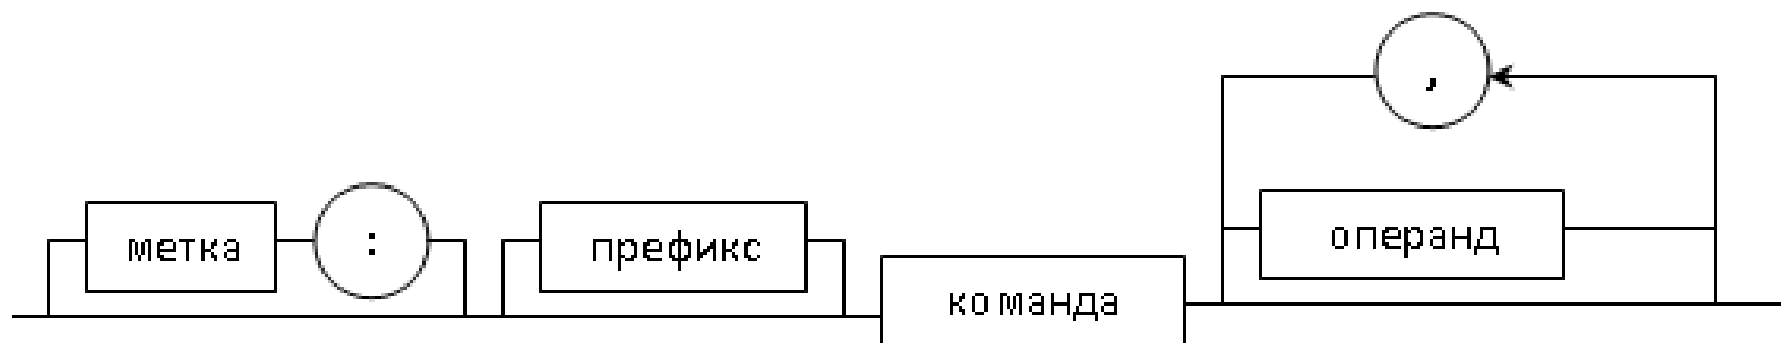 ,
метка : префикс операнд
команда